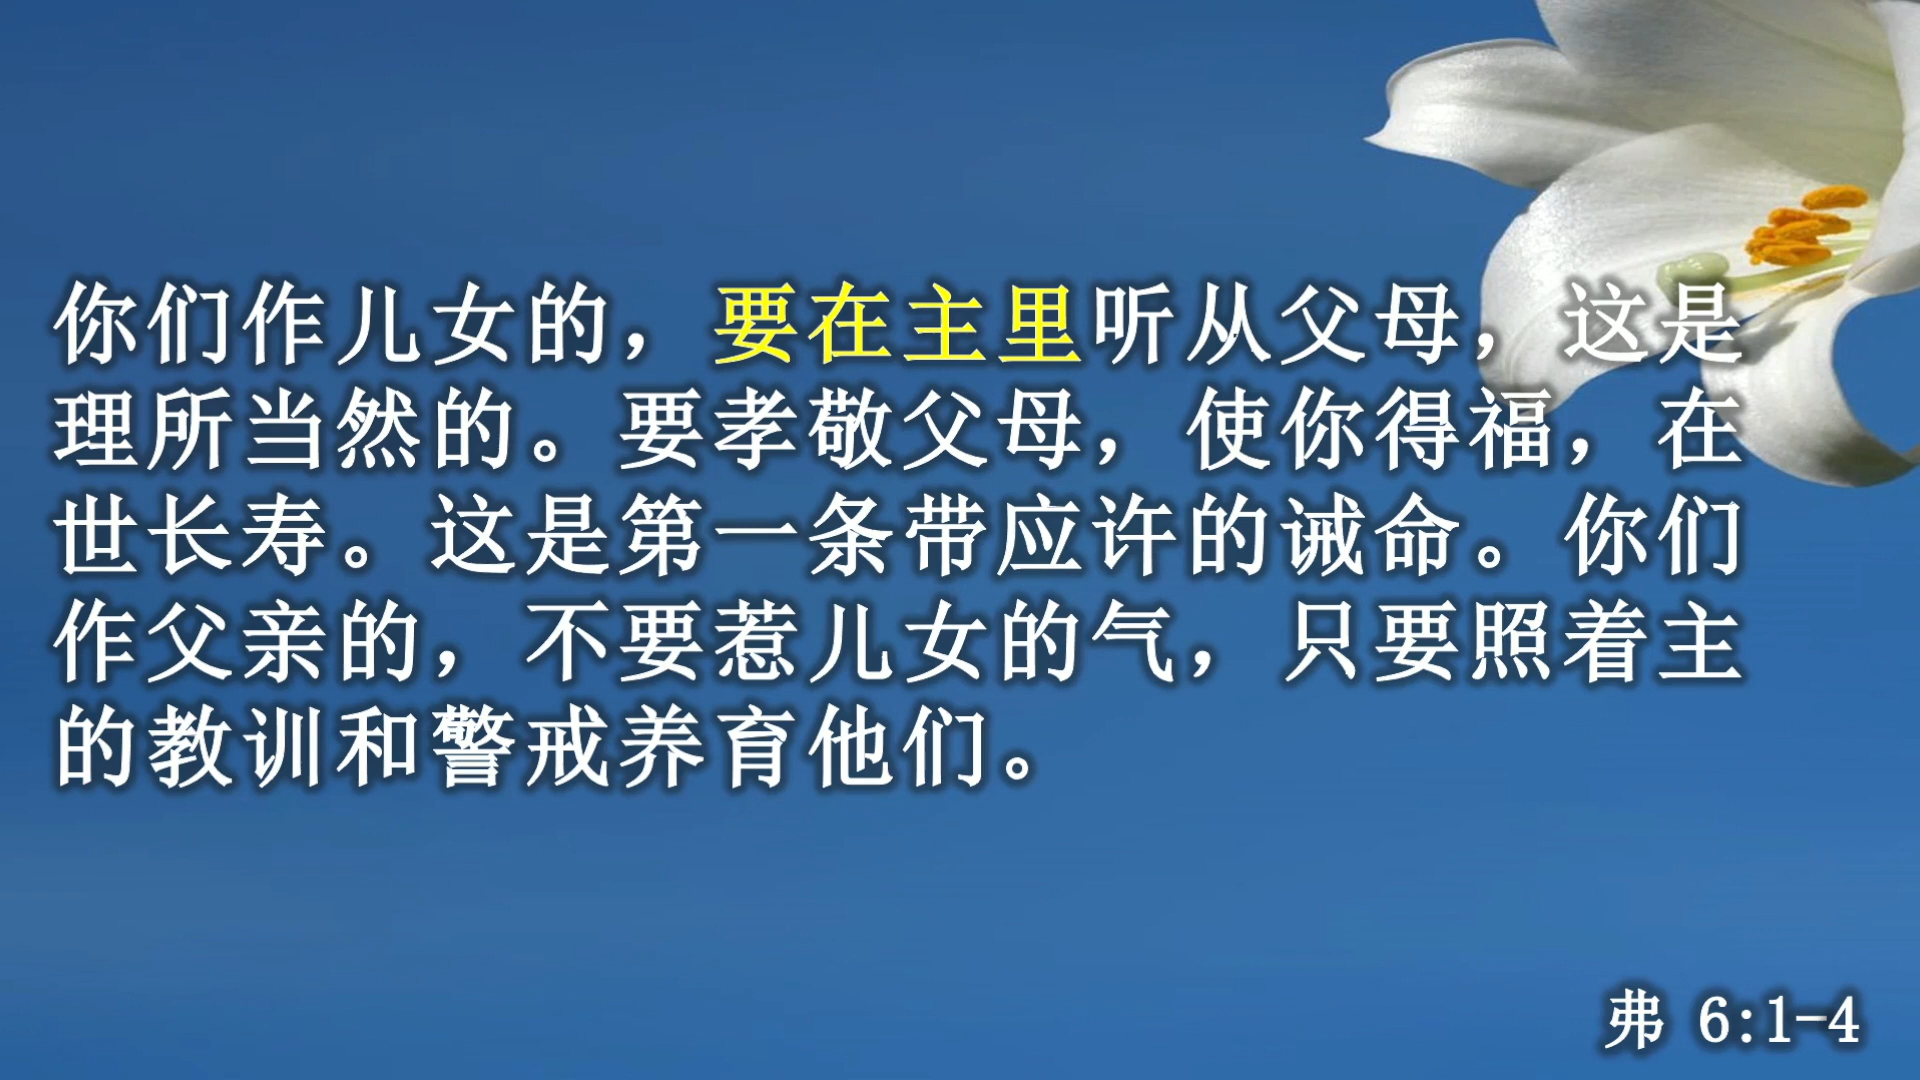 你们作儿女的，要在主里听从父母，这是
理所当然的。要孝敬父母，使你得福，在
世长寿。这是第一条带应许的诫命。你们
作父亲的，不要惹儿女的气，只要照着主
的教训和警戒养育他们。
弗 6:1-4